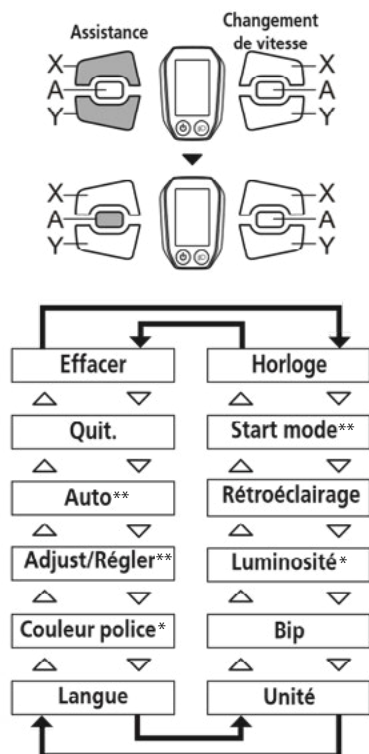 Assistance
Changement
de vitesse
X
A
Y
X
A
Y
X
A
Y
X
A
Y
Effacer
Horloge
Quit.
Start mode**
Auto**
Rétroéclairage
Adjust/Régler**
Luminosité*
Couleur police*
Bip
Langue
Unité